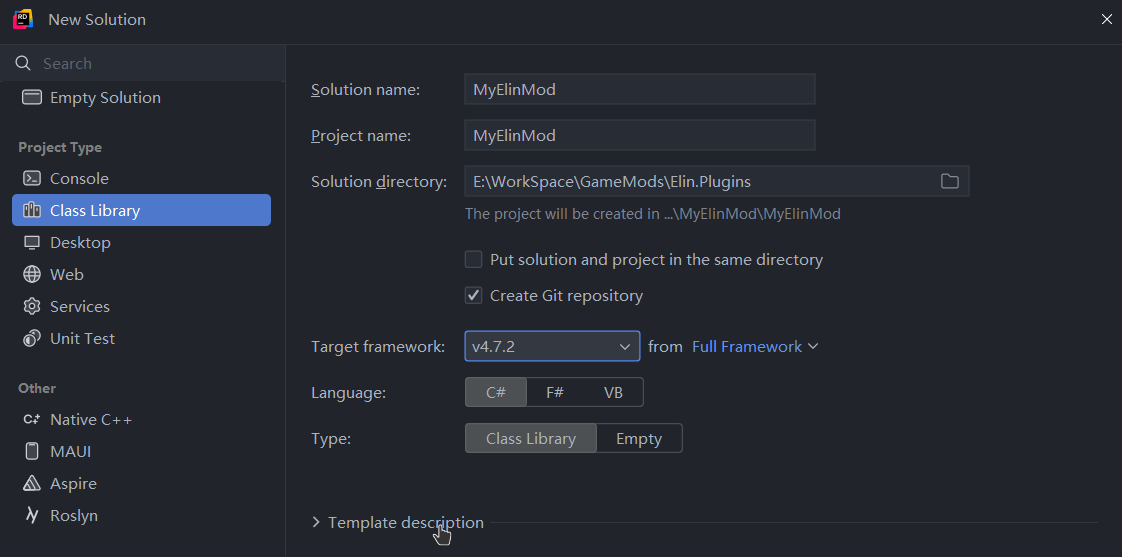 RD
New Solution
Search
Empty Solution
Project Type
Console
Class Library
Desktop
Web
Services
Unit Test
Other
Native C++
MAUI
Aspire
Roslyn
Solution name: MyElinMod
Project name: MyElinMod
Solution directory: E:\WorkSpace\GameMods\Elin.Plugins
The project will be created in ...\MyElinMod\MyElinMod
Put solution and project in the same directory
Create Git repository
Target framework: v4.7.2 from Full Framework
Language: C# F# VB
Type: Class Library Empty
Template description